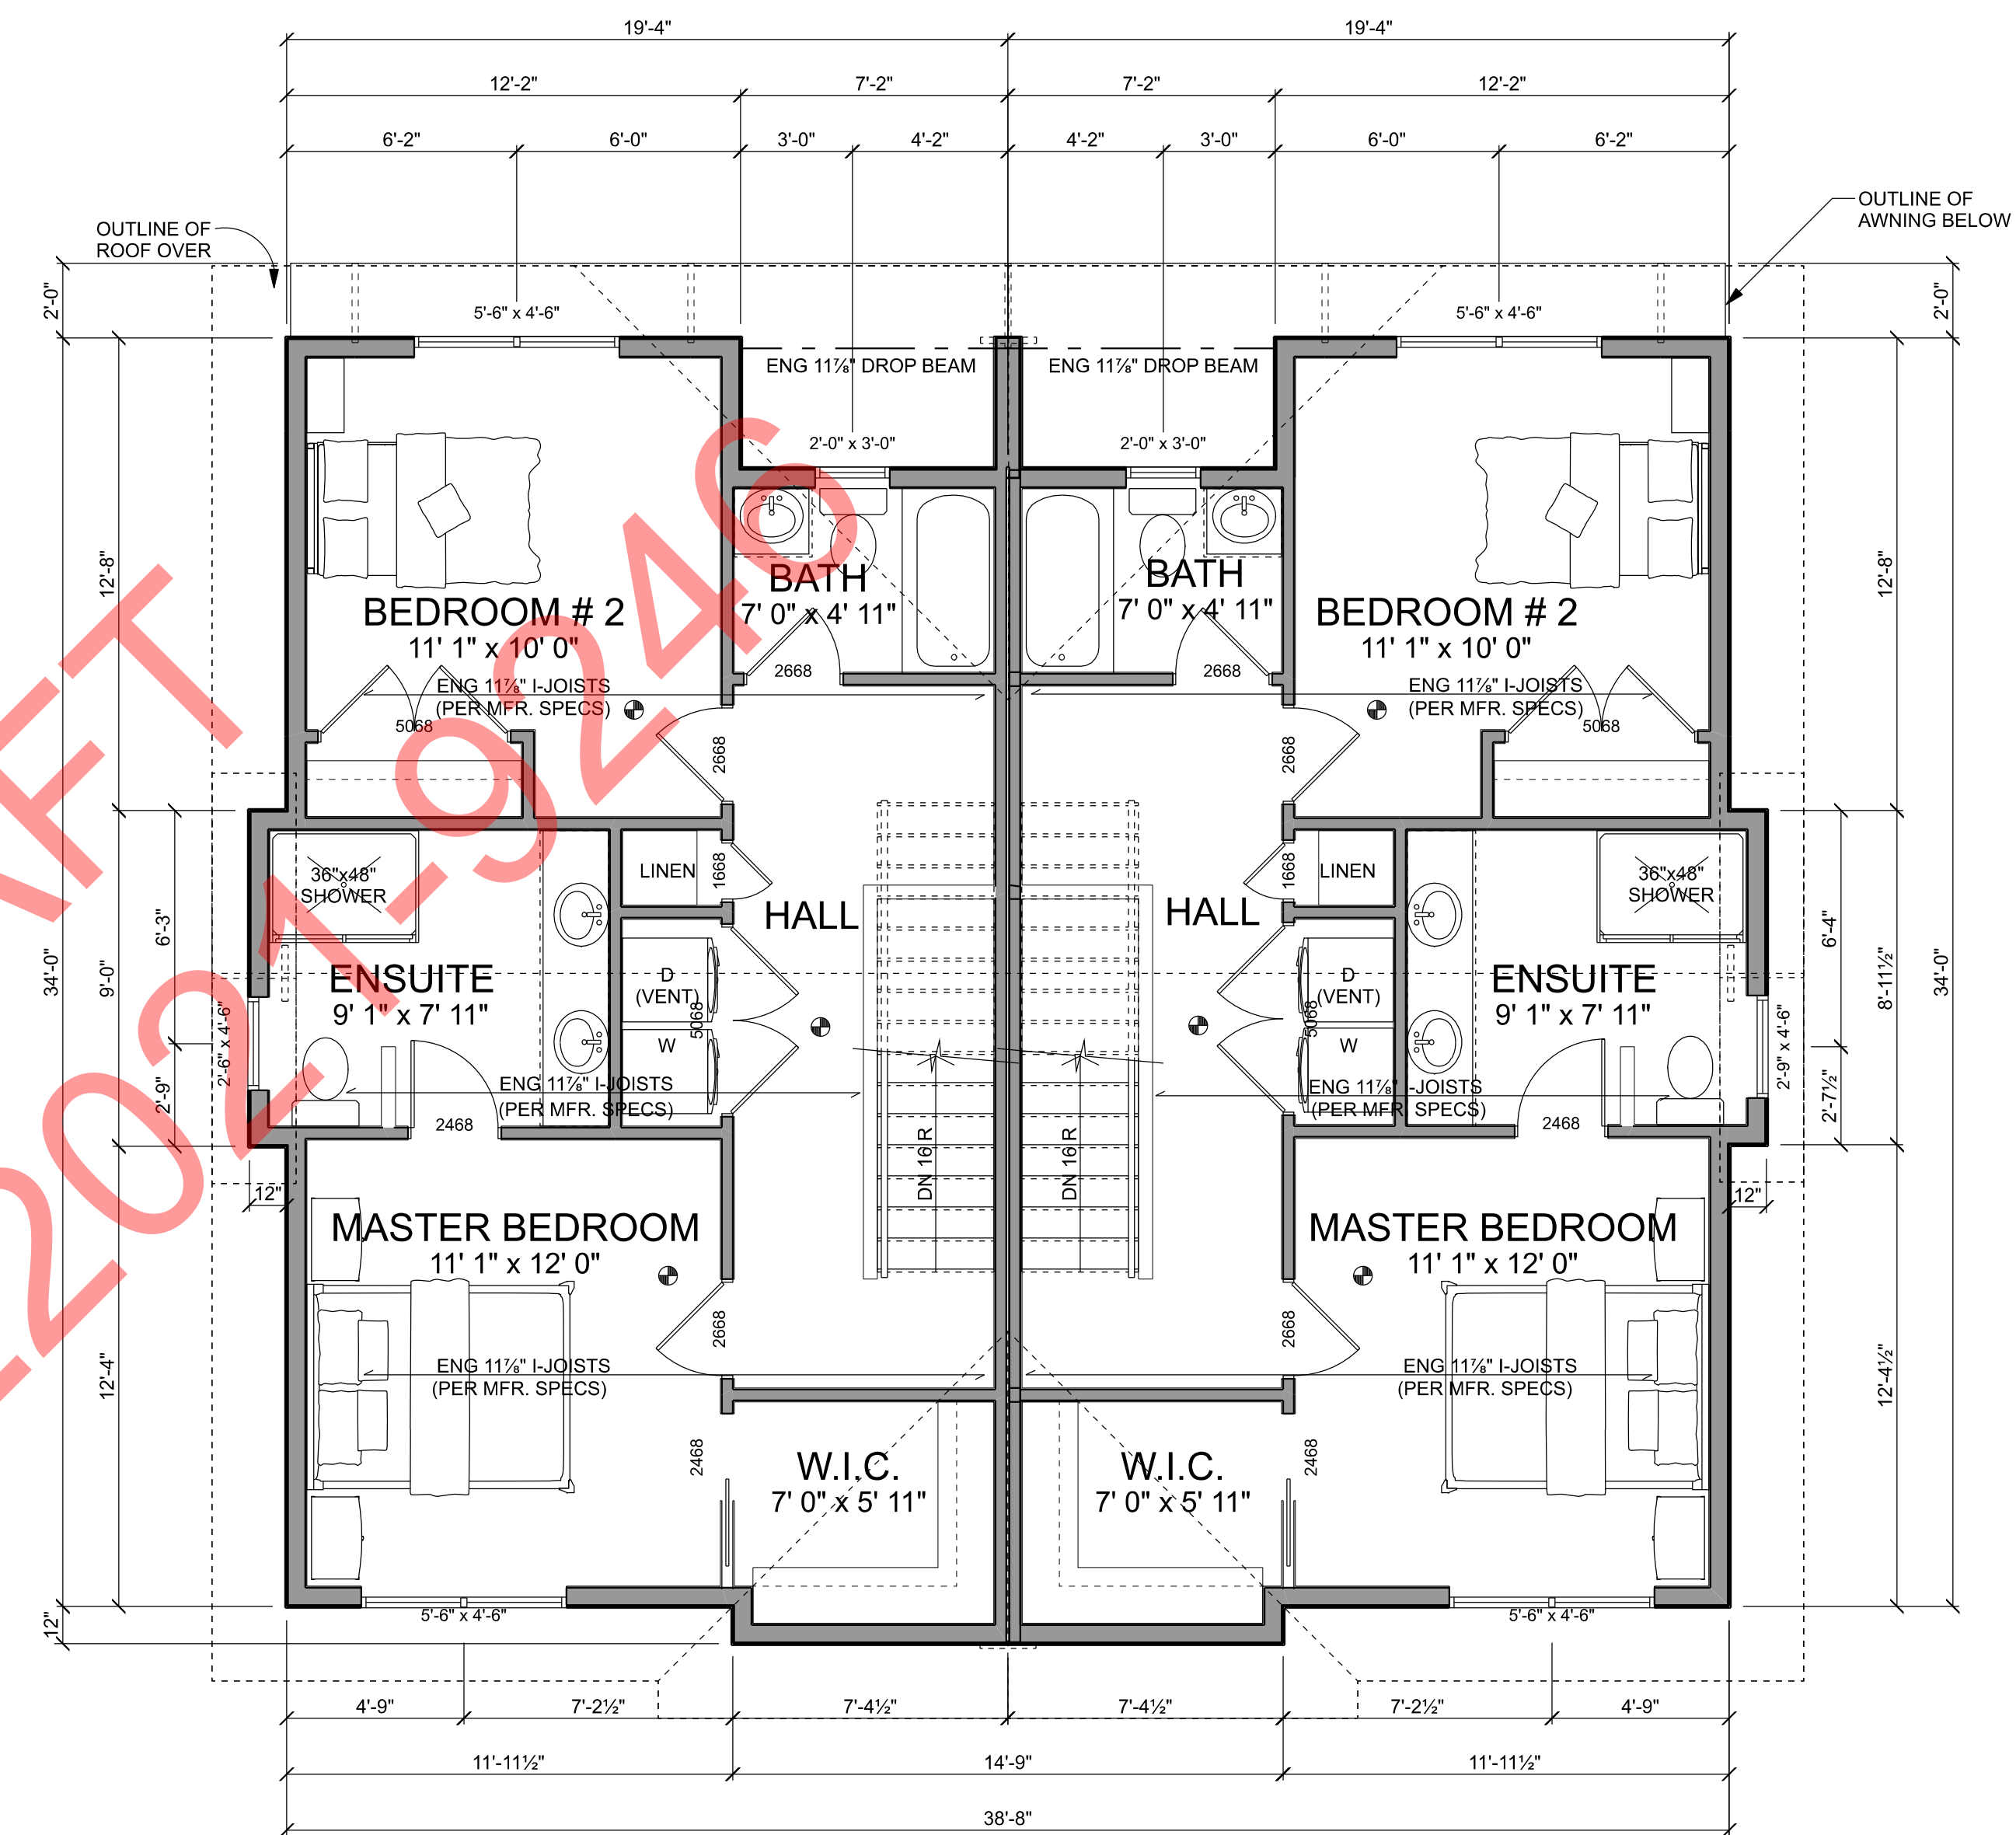 19'-4"
19'-4"
12'-2"
7'-2"
7'-2"
12'-2"
6'-2"
6'-0"
3'-0"
4'-2"
4'-2"
3'-0"
6'-0"
6'-2"
OUTLINE OF
ROOF OVER
OUTLINE OF
AWNING BELOW
2'-0"
2'-0"
5'-6" x 4'-6"
5'-6" x 4'-6"
ENG 11⅞" DROP BEAM
ENG 11⅞" DROP BEAM
2'-0" x 3'-0"
2'-0" x 3'-0"
12'-8"
12'-8"
BATH
7' 0" x 4' 11"
BATH
7' 0" x 4' 11"
BEDROOM # 2
11' 1" x 10' 0"
BEDROOM # 2
11' 1" x 10' 0"
2668
2668
ENG 11⅞" I-JOISTS
(PER MFR. SPECS)
ENG 11⅞" I-JOISTS
(PER MFR. SPECS)
5068
5068
2668
2668
36"x48"
SHOWER
LINEN
1668
1668
LINEN
36"x48"
SHOWER
HALL
HALL
6'-3"
6'-4"
34'-0"
9'-0"
8'-11½"
34'-0"
ENSUITE
9' 1" x 7' 11"
D
(VENT)
5068
W
D
(VENT)
5068
W
ENSUITE
9' 1" x 7' 11"
2'-6" x 4'-6"
2'-9" x 4'-6"
2'-9"
2'-7½"
ENG 11⅞" I-JOISTS
(PER MFR. SPECS)
ENG 11⅞" I-JOISTS
(PER MFR. SPECS)
2468
2468
DN 16 R
DN 16 R
12"
12"
MASTER BEDROOM
11' 1" x 12' 0"
MASTER BEDROOM
11' 1" x 12' 0"
2668
2668
12'-4"
12'-4½"
ENG 11⅞" I-JOISTS
(PER MFR. SPECS)
ENG 11⅞" I-JOISTS
(PER MFR. SPECS)
2468
2468
W.I.C.
7' 0" x 5' 11"
W.I.C.
7' 0" x 5' 11"
5'-6" x 4'-6"
5'-6" x 4'-6"
12"
4'-9"
7'-2½"
7'-4½"
7'-4½"
7'-2½"
4'-9"
11'-11½"
14'-9"
11'-11½"
38'-8"
2021-9246